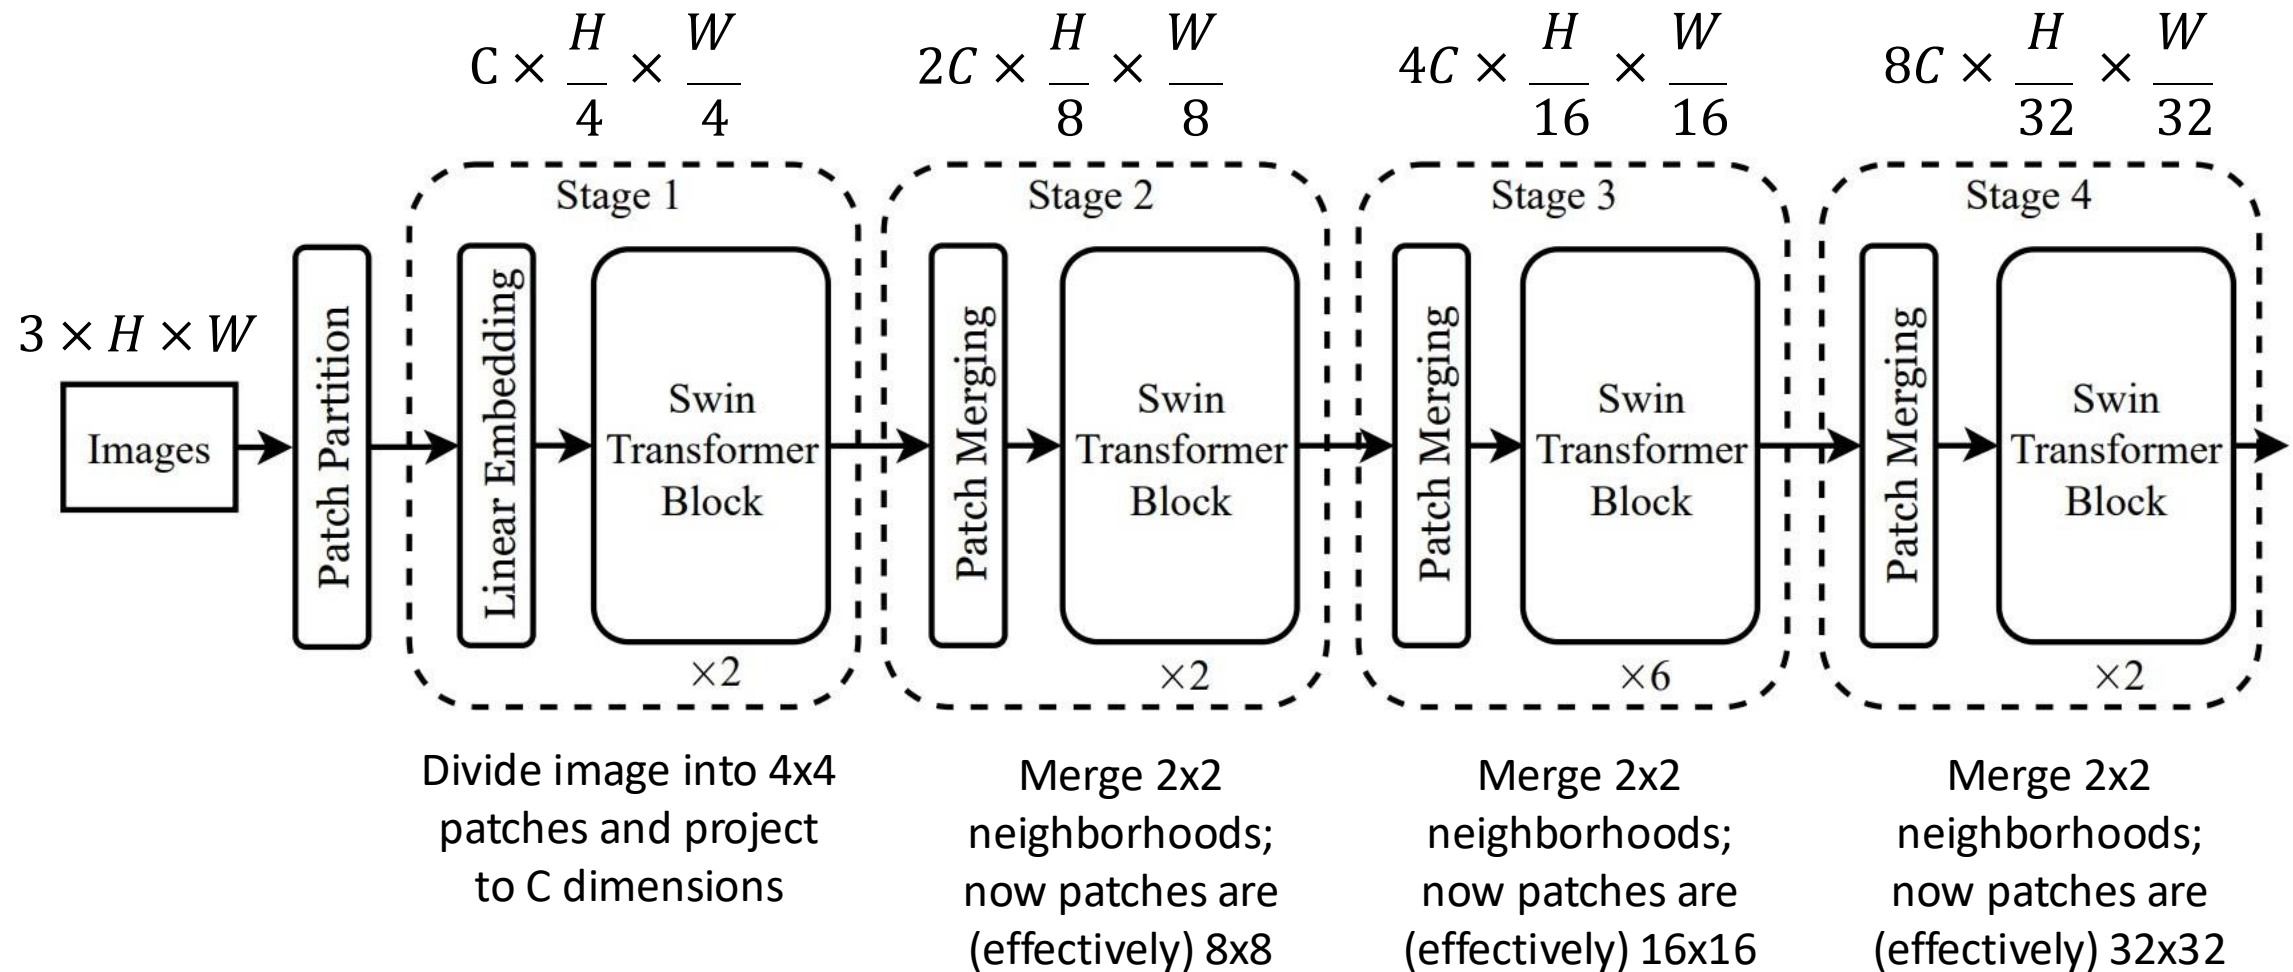 C × H/4 × W/4
2C × H/8 × W/8
4C × H/16 × W/16
8C × H/32 × W/32
3 × H × W
Images
Patch Partition
Stage 1
Linear Embedding
Swin
Transformer
Block
×2
Stage 2
Patch Merging
Swin
Transformer
Block
×2
Stage 3
Patch Merging
Swin
Transformer
Block
×6
Stage 4
Patch Merging
Swin
Transformer
Block
×2
Divide image into 4x4
patches and project
to C dimensions
Merge 2x2
neighborhoods;
now patches are
(effectively) 8x8
Merge 2x2
neighborhoods;
now patches are
(effectively) 16x16
Merge 2x2
neighborhoods;
now patches are
(effectively) 32x32